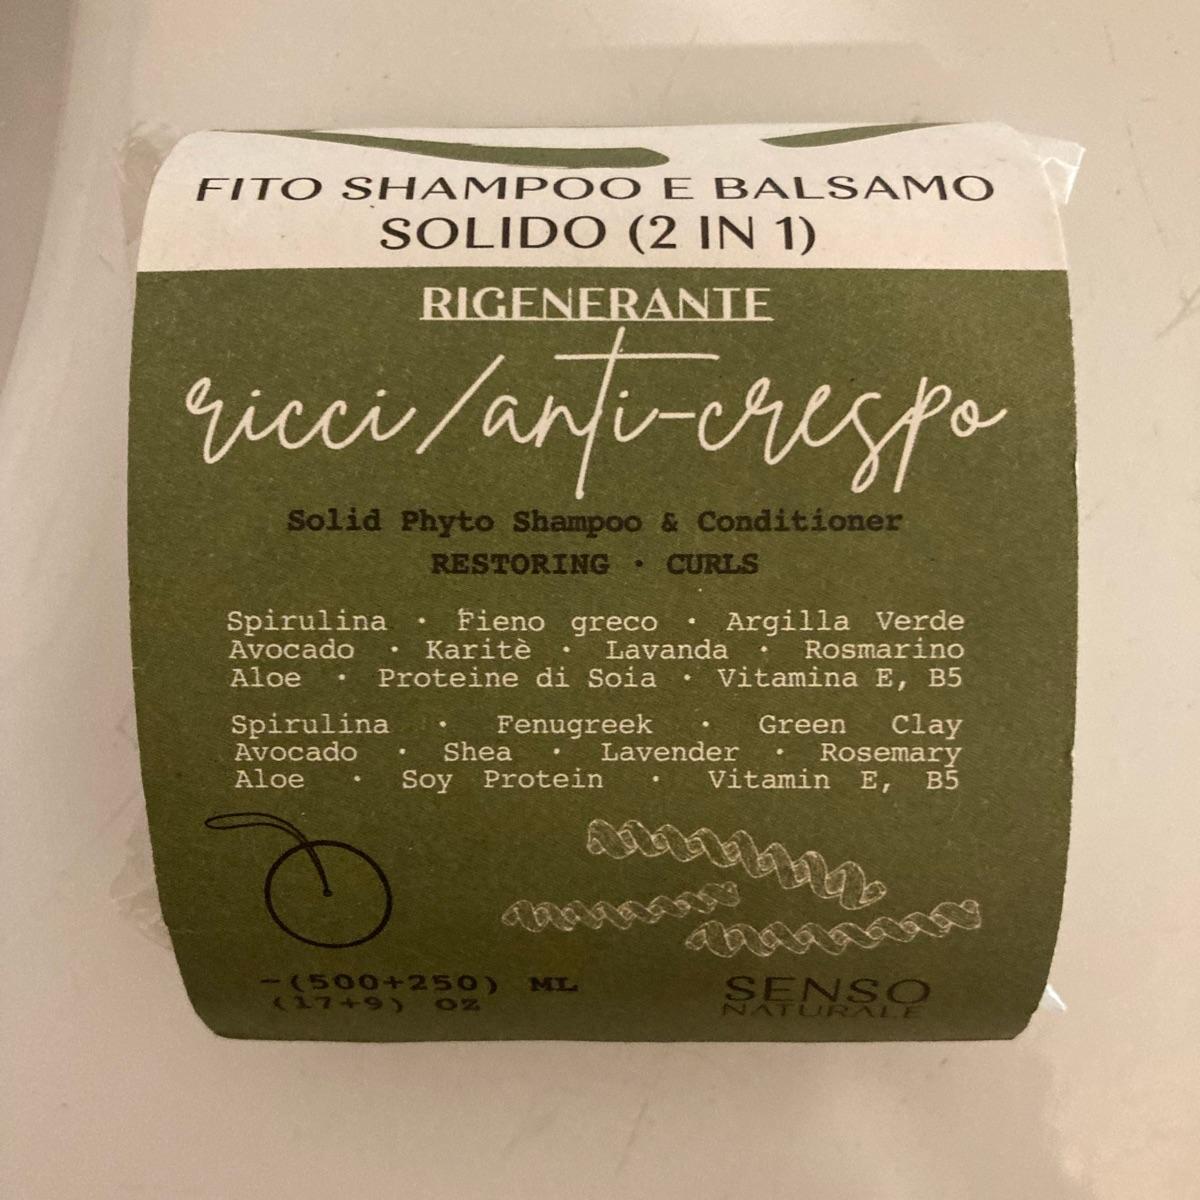 FITO SHAMPOO E BALSAMO
SOLIDO (2 IN 1)
RIGENERANTE
ricci/anti-crespo
Solid Phyto Shampoo & Conditioner
RESTORING · CURLS
Spirulina · Fieno greco · Argilla Verde
Avocado · Karitè · Lavanda · Rosmarino
Aloe · Proteine di Soia · Vitamina E, B5
Spirulina · Fenugreek · Green Clay
Avocado · Shea · Lavender · Rosemary
Aloe · Soy Protein · Vitamin E, B5
~(500+250) ML
(17+9) OZ
SENSO
NATURALE